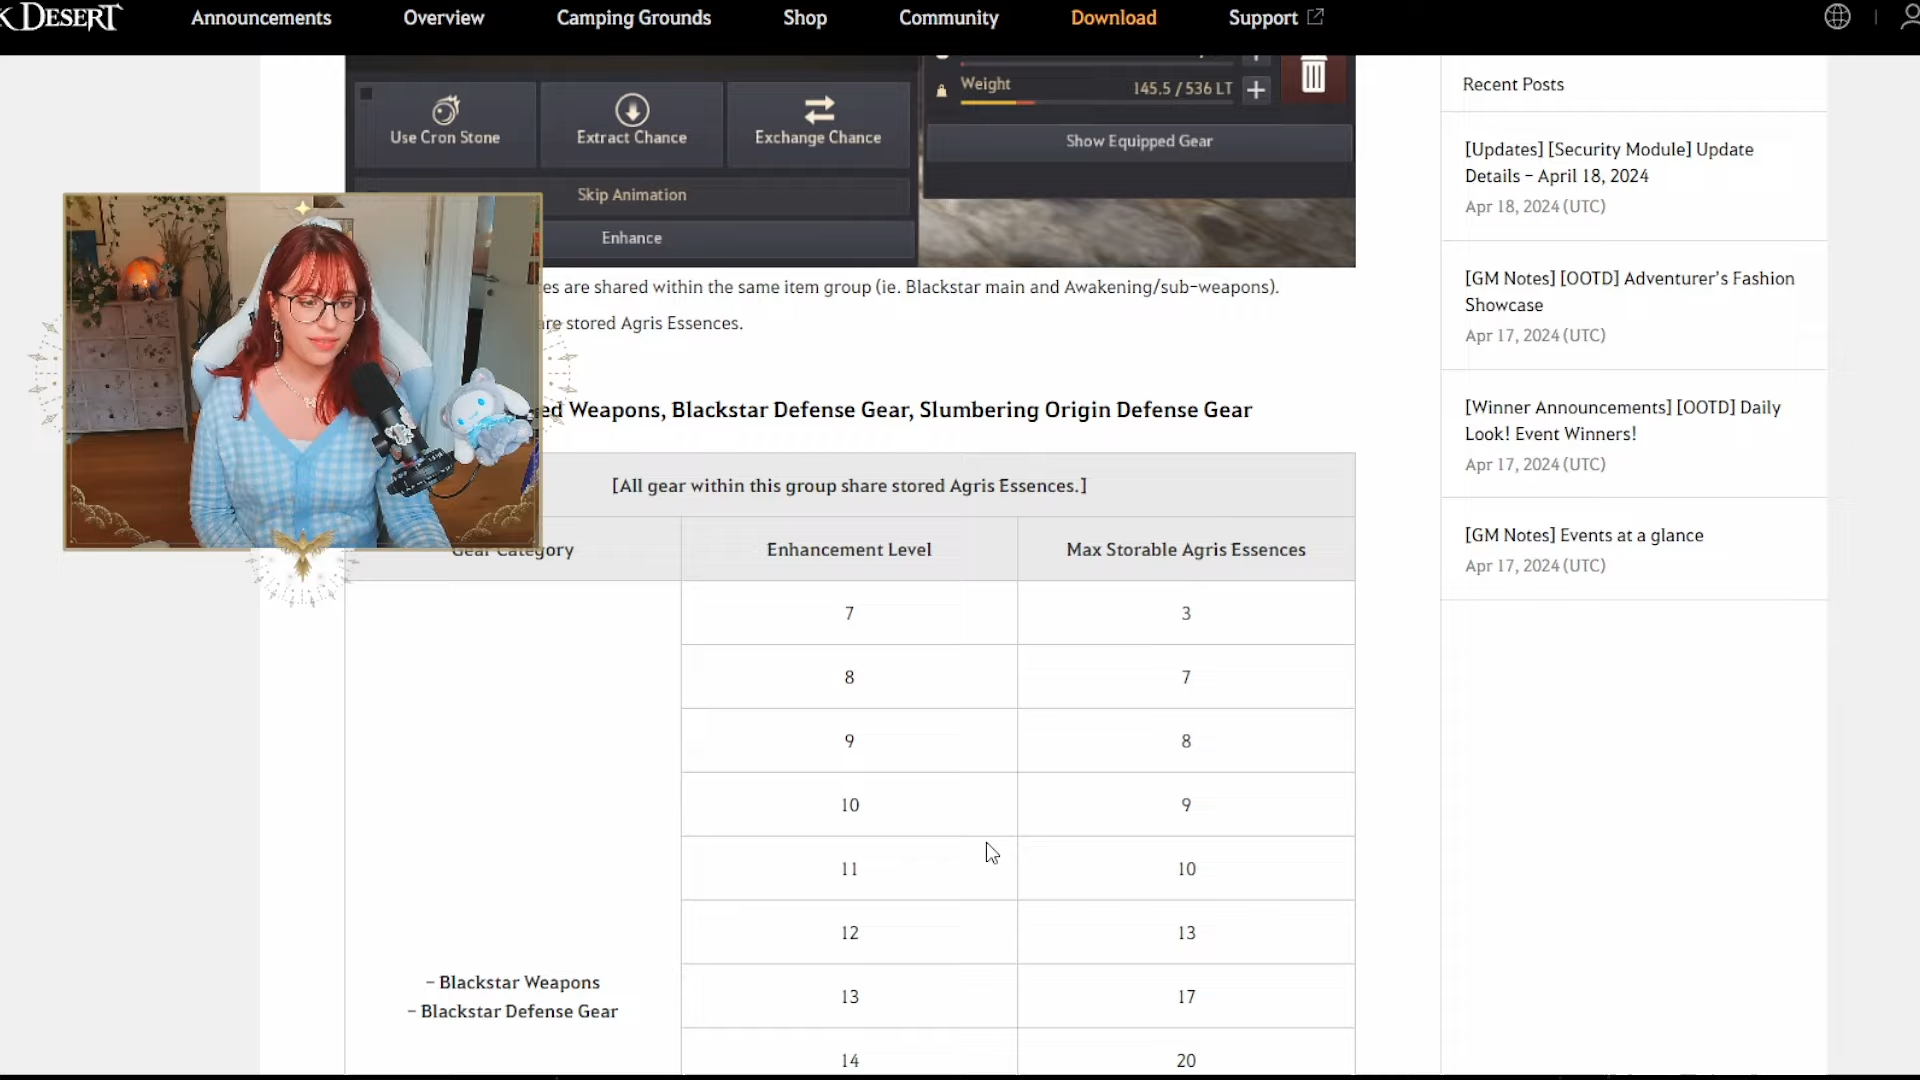 K DESERT
Announcements
Overview
Camping Grounds
Shop
Community
Download
Support
Use Cron Stone
Extract Chance
Exchange Chance
Skip Animation
Enhance
Weight
145.5 / 536 LT
Show Equipped Gear
es are shared within the same item group (ie. Blackstar main and Awakening/sub-weapons).
are stored Agris Essences.
ed Weapons, Blackstar Defense Gear, Slumbering Origin Defense Gear
[All gear within this group share stored Agris Essences.]
Gear Category
Enhancement Level
Max Storable Agris Essences
7
3
8
7
9
8
10
9
11
10
12
13
13
17
14
20
– Blackstar Weapons
– Blackstar Defense Gear
Recent Posts
[Updates] [Security Module] Update
Details – April 18, 2024
Apr 18, 2024 (UTC)
[GM Notes] [OOTD] Adventurer's Fashion
Showcase
Apr 17, 2024 (UTC)
[Winner Announcements] [OOTD] Daily
Look! Event Winners!
Apr 17, 2024 (UTC)
[GM Notes] Events at a glance
Apr 17, 2024 (UTC)